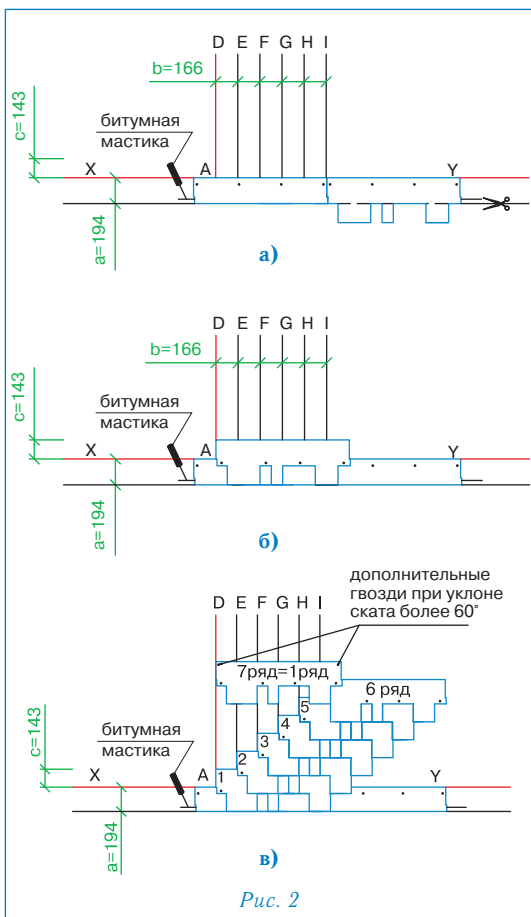 D E F G H I
b=166
c=143
битумная
мастика
X A Y
a=194
а)
D E F G H I
b=166
c=143
битумная
мастика
X A Y
a=194
б)
дополнительные
гвозди при уклоне
ската более 60°
D E F G H I
7ряд=1ряд
6 ряд
5
4
3
2
1
c=143
битумная
мастика
X A Y
a=194
в)
Рис. 2